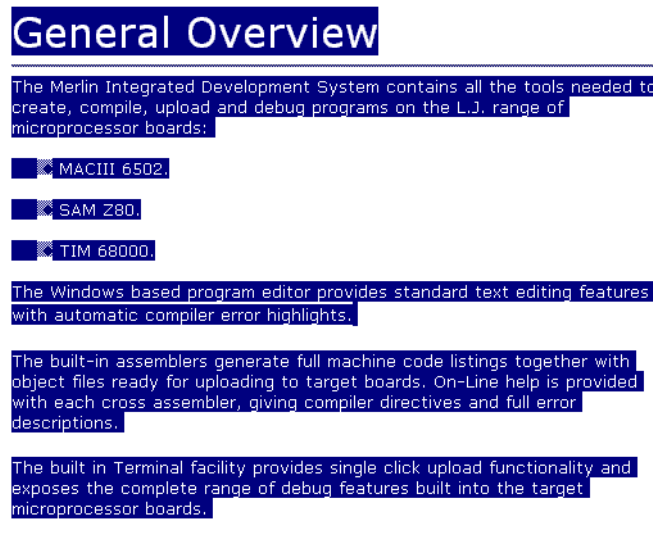 General Overview
The Merlin Integrated Development System contains all the tools needed to
create, compile, upload and debug programs on the L.J. range of
microprocessor boards:
MACIII 6502.
SAM Z80.
TIM 68000.
The Windows based program editor provides standard text editing features
with automatic compiler error highlights.
The built-in assemblers generate full machine code listings together with
object files ready for uploading to target boards. On-Line help is provided
with each cross assembler, giving compiler directives and full error
descriptions.
The built in Terminal facility provides single click upload functionality and
exposes the complete range of debug features built into the target
microprocessor boards.